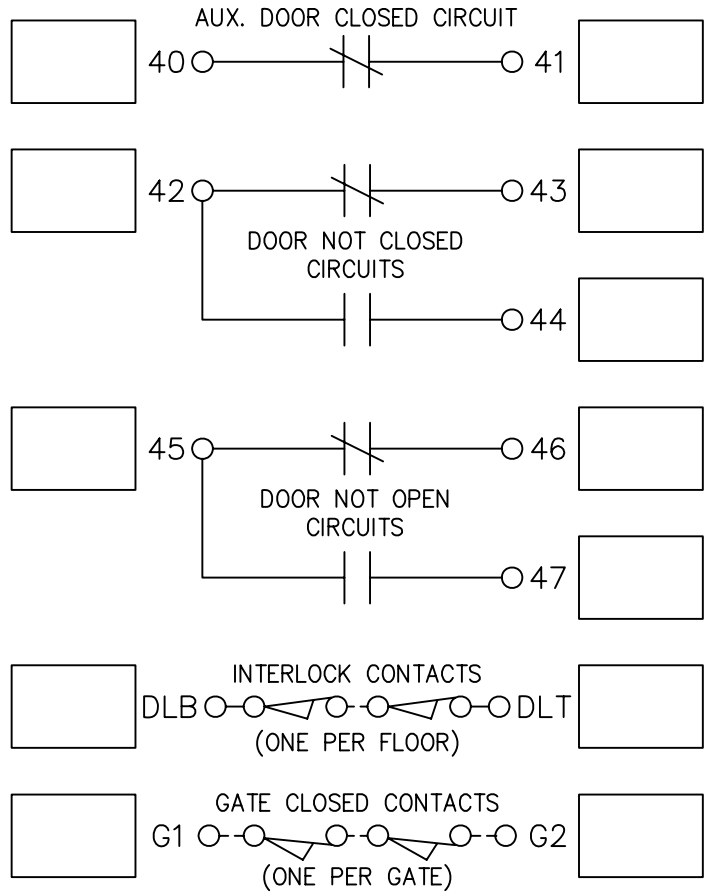 AUX. DOOR CLOSED CIRCUIT
40 41
42 43
DOOR NOT CLOSED
CIRCUITS
44
45 46
DOOR NOT OPEN
CIRCUITS
47
INTERLOCK CONTACTS
DLB DLT
(ONE PER FLOOR)
GATE CLOSED CONTACTS
G1 G2
(ONE PER GATE)